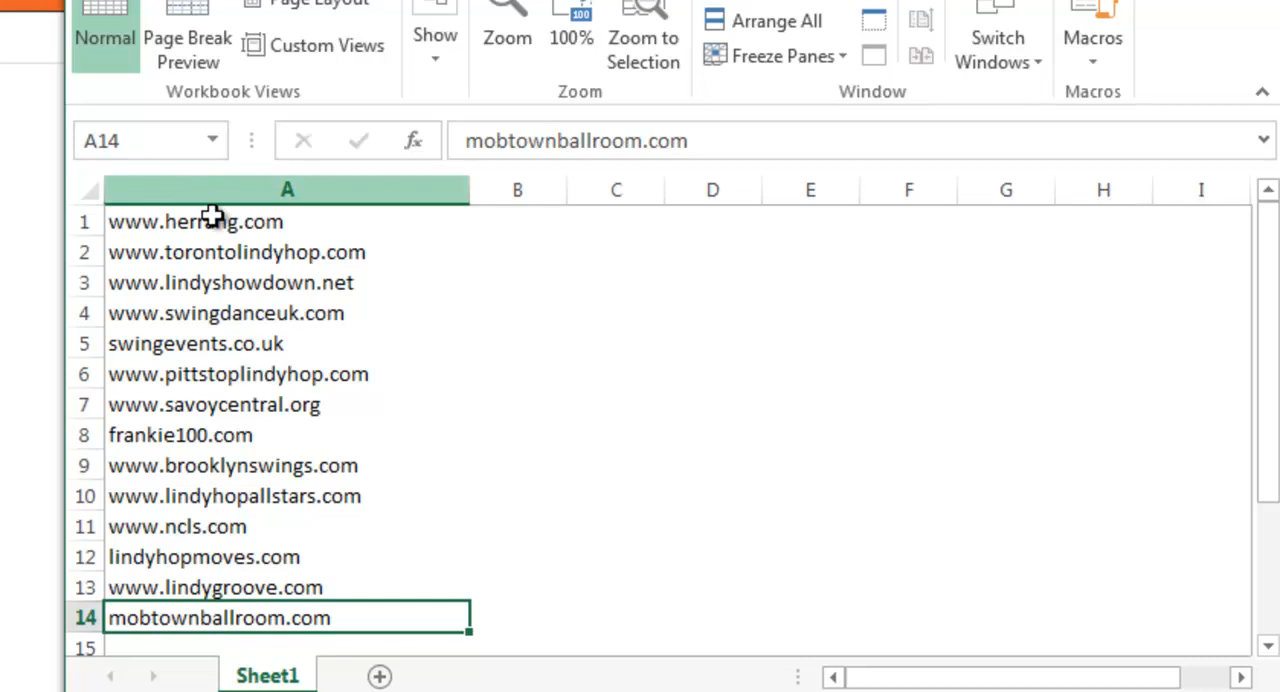 Page Layout
Normal Page Break Preview Custom Views
Show
Zoom 100% Zoom to Selection
Arrange All
Freeze Panes
Switch Windows
Macros
Workbook Views Zoom Window Macros
A14 fx mobtownballroom.com
A B C D E F G H I
1 www.herrang.com
2 www.torontolindyhop.com
3 www.lindyshowdown.net
4 www.swingdanceuk.com
5 swingevents.co.uk
6 www.pittstoplindyhop.com
7 www.savoycentral.org
8 frankie100.com
9 www.brooklynswings.com
10 www.lindyhopallstars.com
11 www.ncls.com
12 lindyhopmoves.com
13 www.lindygroove.com
14 mobtownballroom.com
15
Sheet1